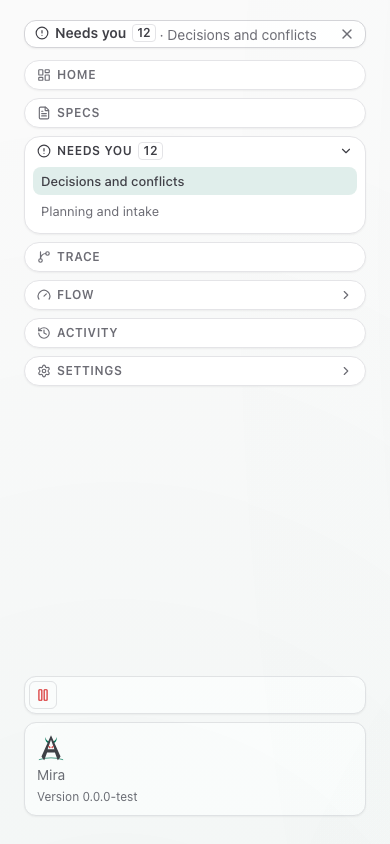 Needs you 12 · Decisions and conflicts
HOME
SPECS
NEEDS YOU 12
Decisions and conflicts
Planning and intake
TRACE
FLOW
ACTIVITY
SETTINGS
Mira
Version 0.0.0-test